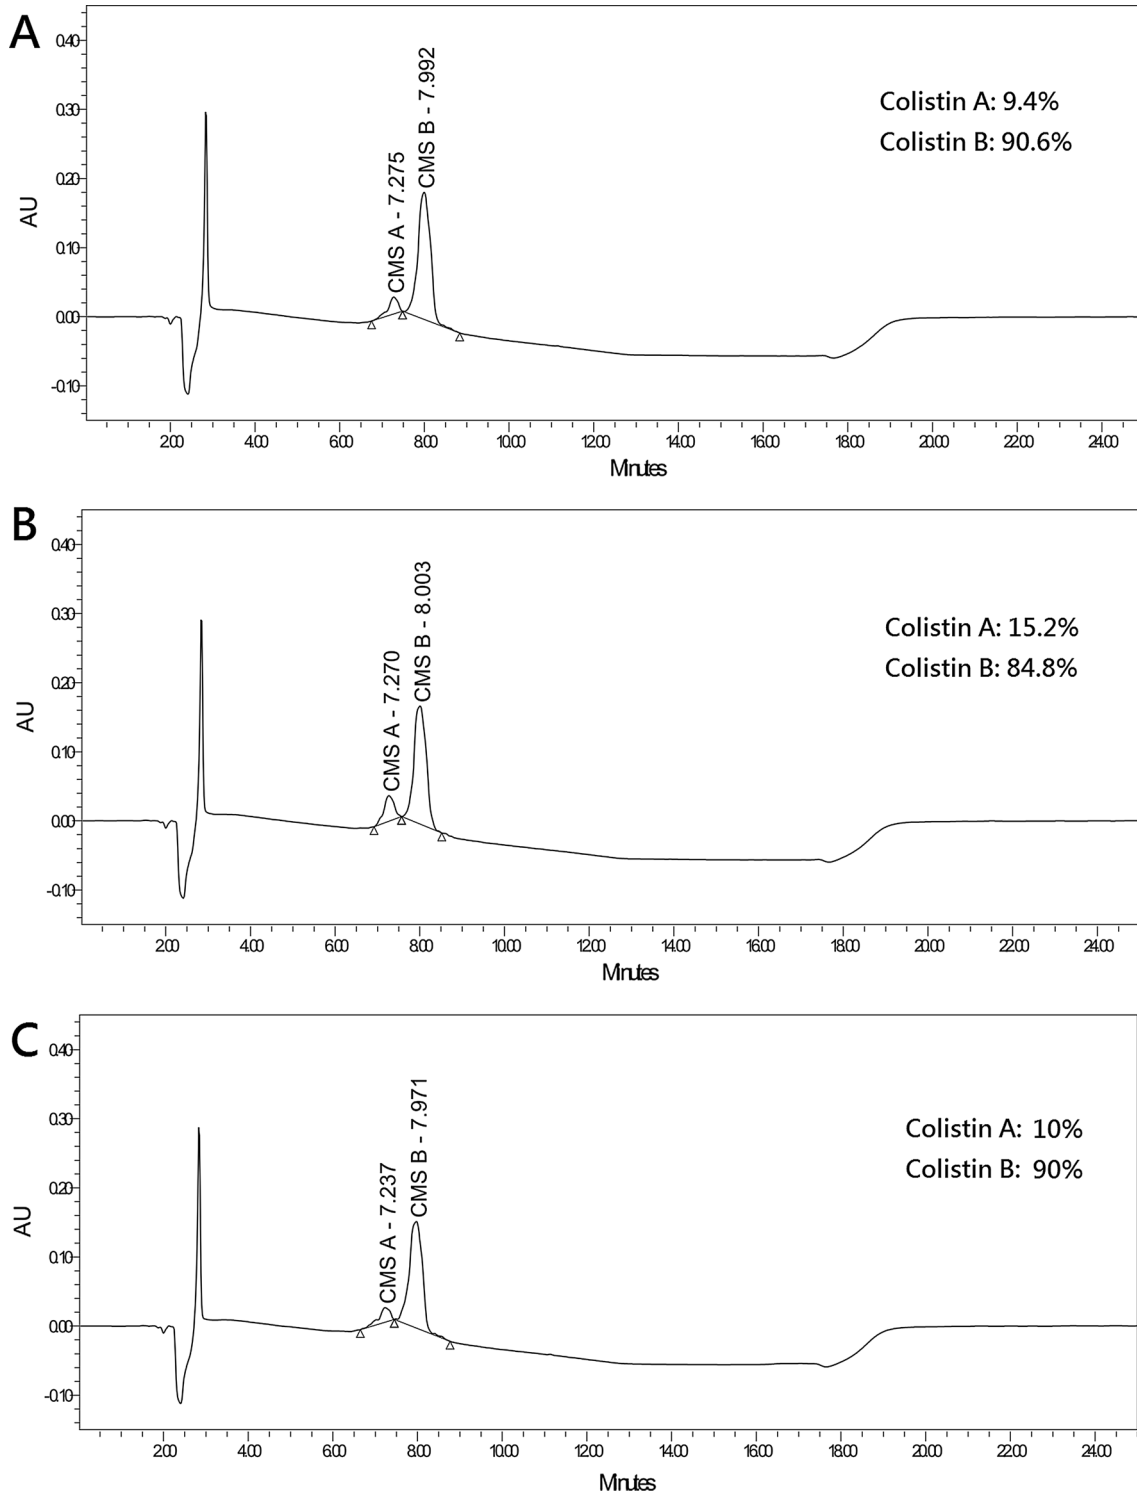 A
0.40
0.30
0.20
0.10
0.00
-0.10
AU
CMS A - 7.275
CMS B - 7.992
Colistin A: 9.4%
Colistin B: 90.6%
2.00 4.00 6.00 8.00 10.00 12.00 14.00 16.00 18.00 20.00 22.00 24.00
Minutes
B
0.40
0.30
0.20
0.10
0.00
-0.10
AU
CMS A - 7.270
CMS B - 8.003
Colistin A: 15.2%
Colistin B: 84.8%
2.00 4.00 6.00 8.00 10.00 12.00 14.00 16.00 18.00 20.00 22.00 24.00
Minutes
C
0.40
0.30
0.20
0.10
0.00
-0.10
AU
CMS A - 7.237
CMS B - 7.971
Colistin A: 10%
Colistin B: 90%
2.00 4.00 6.00 8.00 10.00 12.00 14.00 16.00 18.00 20.00 22.00 24.00
Minutes